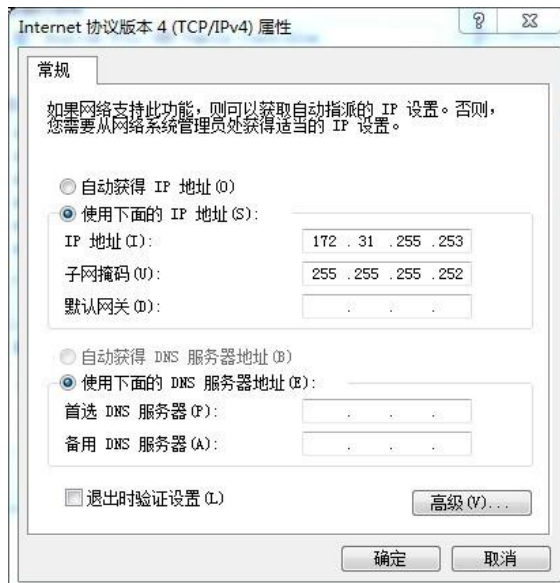 Internet 协议版本 4 (TCP/IPv4) 属性
常规
如果网络支持此功能，则可以获取自动指派的 IP 设置。否则，
您需要从网络系统管理员处获得适当的 IP 设置。
自动获得 IP 地址(O)
使用下面的 IP 地址(S):
IP 地址(I): 172 . 31 . 255 . 253
子网掩码(U): 255 . 255 . 255 . 252
默认网关(D): . . .
自动获得 DNS 服务器地址(B)
使用下面的 DNS 服务器地址(E):
首选 DNS 服务器(P): . . .
备用 DNS 服务器(A): . . .
退出时验证设置(L)
高级(V)...
确定 取消